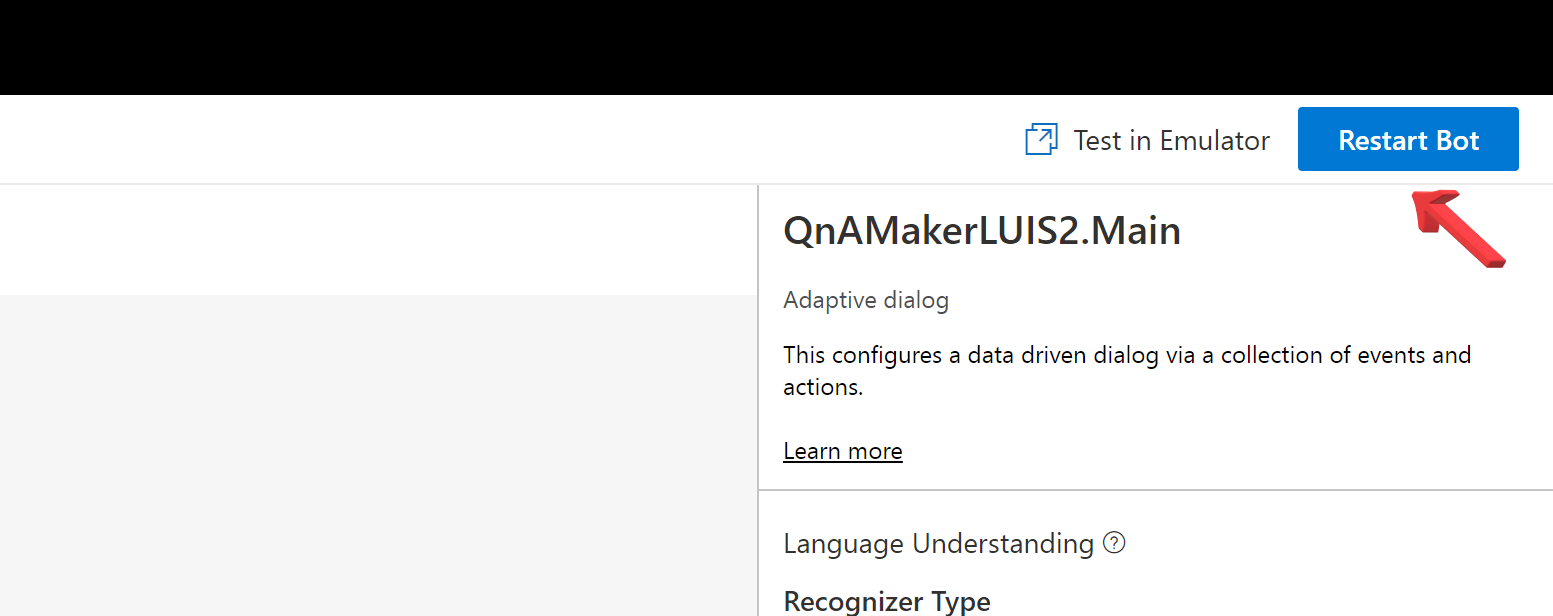 Test in Emulator
Restart Bot
QnAMakerLUIS2.Main
Adaptive dialog
This configures a data driven dialog via a collection of events and
actions.
Learn more
Language Understanding
Recognizer Type